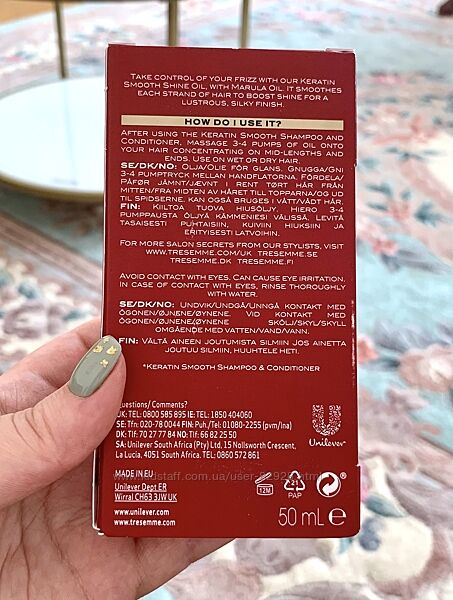 TAKE CONTROL OF YOUR FRIZZ WITH OUR KERATIN
SMOOTH SHINE OIL, WITH MARULA OIL. IT SMOOTHES
EACH STRAND OF HAIR TO BOOST SHINE FOR A
LUSTROUS, SILKY FINISH.
HOW DO I USE IT?
AFTER USING THE KERATIN SMOOTH SHAMPOO AND
CONDITIONER, MASSAGE 3-4 PUMPS OF OIL ONTO
YOUR HAIR CONCENTRATING ON MID-LENGTHS AND
ENDS. USE ON WET OR DRY HAIR.
SE/DK/NO: OLJA/OLIE FÖR GLANS. GNUGGA/GNI
3-4 PUMPTRYCK MELLAN HANDFLATORNA. FÖRDELA/
PÅFØR JÄMNT/JÆVNT I RENT TØRT HÅR FRÅN
MITTEN/FRA MIDTEN AV HÅRET TILL TOPPARNA/OG UD
TIL SPIDSERNE. KAN OGSÅ BRUGES I VÅTT/VÅDT HÅR.
FIN: KIILTOA TUOVA HIUSÖLJY. HIERO 3-4
PUMPPAUSTA ÖLJYÄ KÄMMENIESI VÄLISSÄ. LEVITÄ
TASAISESTI PUHTAISIIN, KUIVIIN HIUKSIIN JA
ERITYISESTI LATVOIHIN.
FOR MORE SALON SECRETS FROM OUR STYLISTS, VISIT
WWW.TRESEMME.COM/UK TRESEMME.SE
TRESEMME.DK TRESEMME.FI
AVOID CONTACT WITH EYES. CAN CAUSE EYE IRRITATION.
IN CASE OF CONTACT WITH EYES, RINSE THOROUGHLY
WITH WATER.
SE/DK/NO: UNDVIK/UNDGÅ/UNNGÅ KONTAKT MED
ÖGONEN/ØJNENE/ØYNENE. VID KONTAKT MED
ÖGONEN/ØJNENE/ØYNENE SKÖLJ/SKYL/SKYLL
OMGÅENDE MED VATTEN/VAND/VANN.
FIN: VÄLTÄ AINEEN JOUTUMISTA SILMIIN JOS AINETTA
JOUTUU SILMIIN, HUUHTELE HETI.
*KERATIN SMOOTH SHAMPOO & CONDITIONER
Questions/ Comments?
UK: TEL: 0800 585 895 IE: TEL: 1850 404060
SE: Tfn: 020-78 0044 FI: Puh./Tel: 01080-2255 (pvm/lna)
DK: Tlf: 70 27 77 84 NO: Tlf: 66 82 25 50
SA: Unilever South Africa (Pty) Ltd. 15 Nollsworth Crescent,
La Lucia, 4051 South Africa. TEL: 0860 572 861
Unilever
MADE IN EU
Unilever Dept ER
Wirral CH63 3JW UK
www.unilever.com
www.tresemme.com
12M
21
PAP
50 mL e